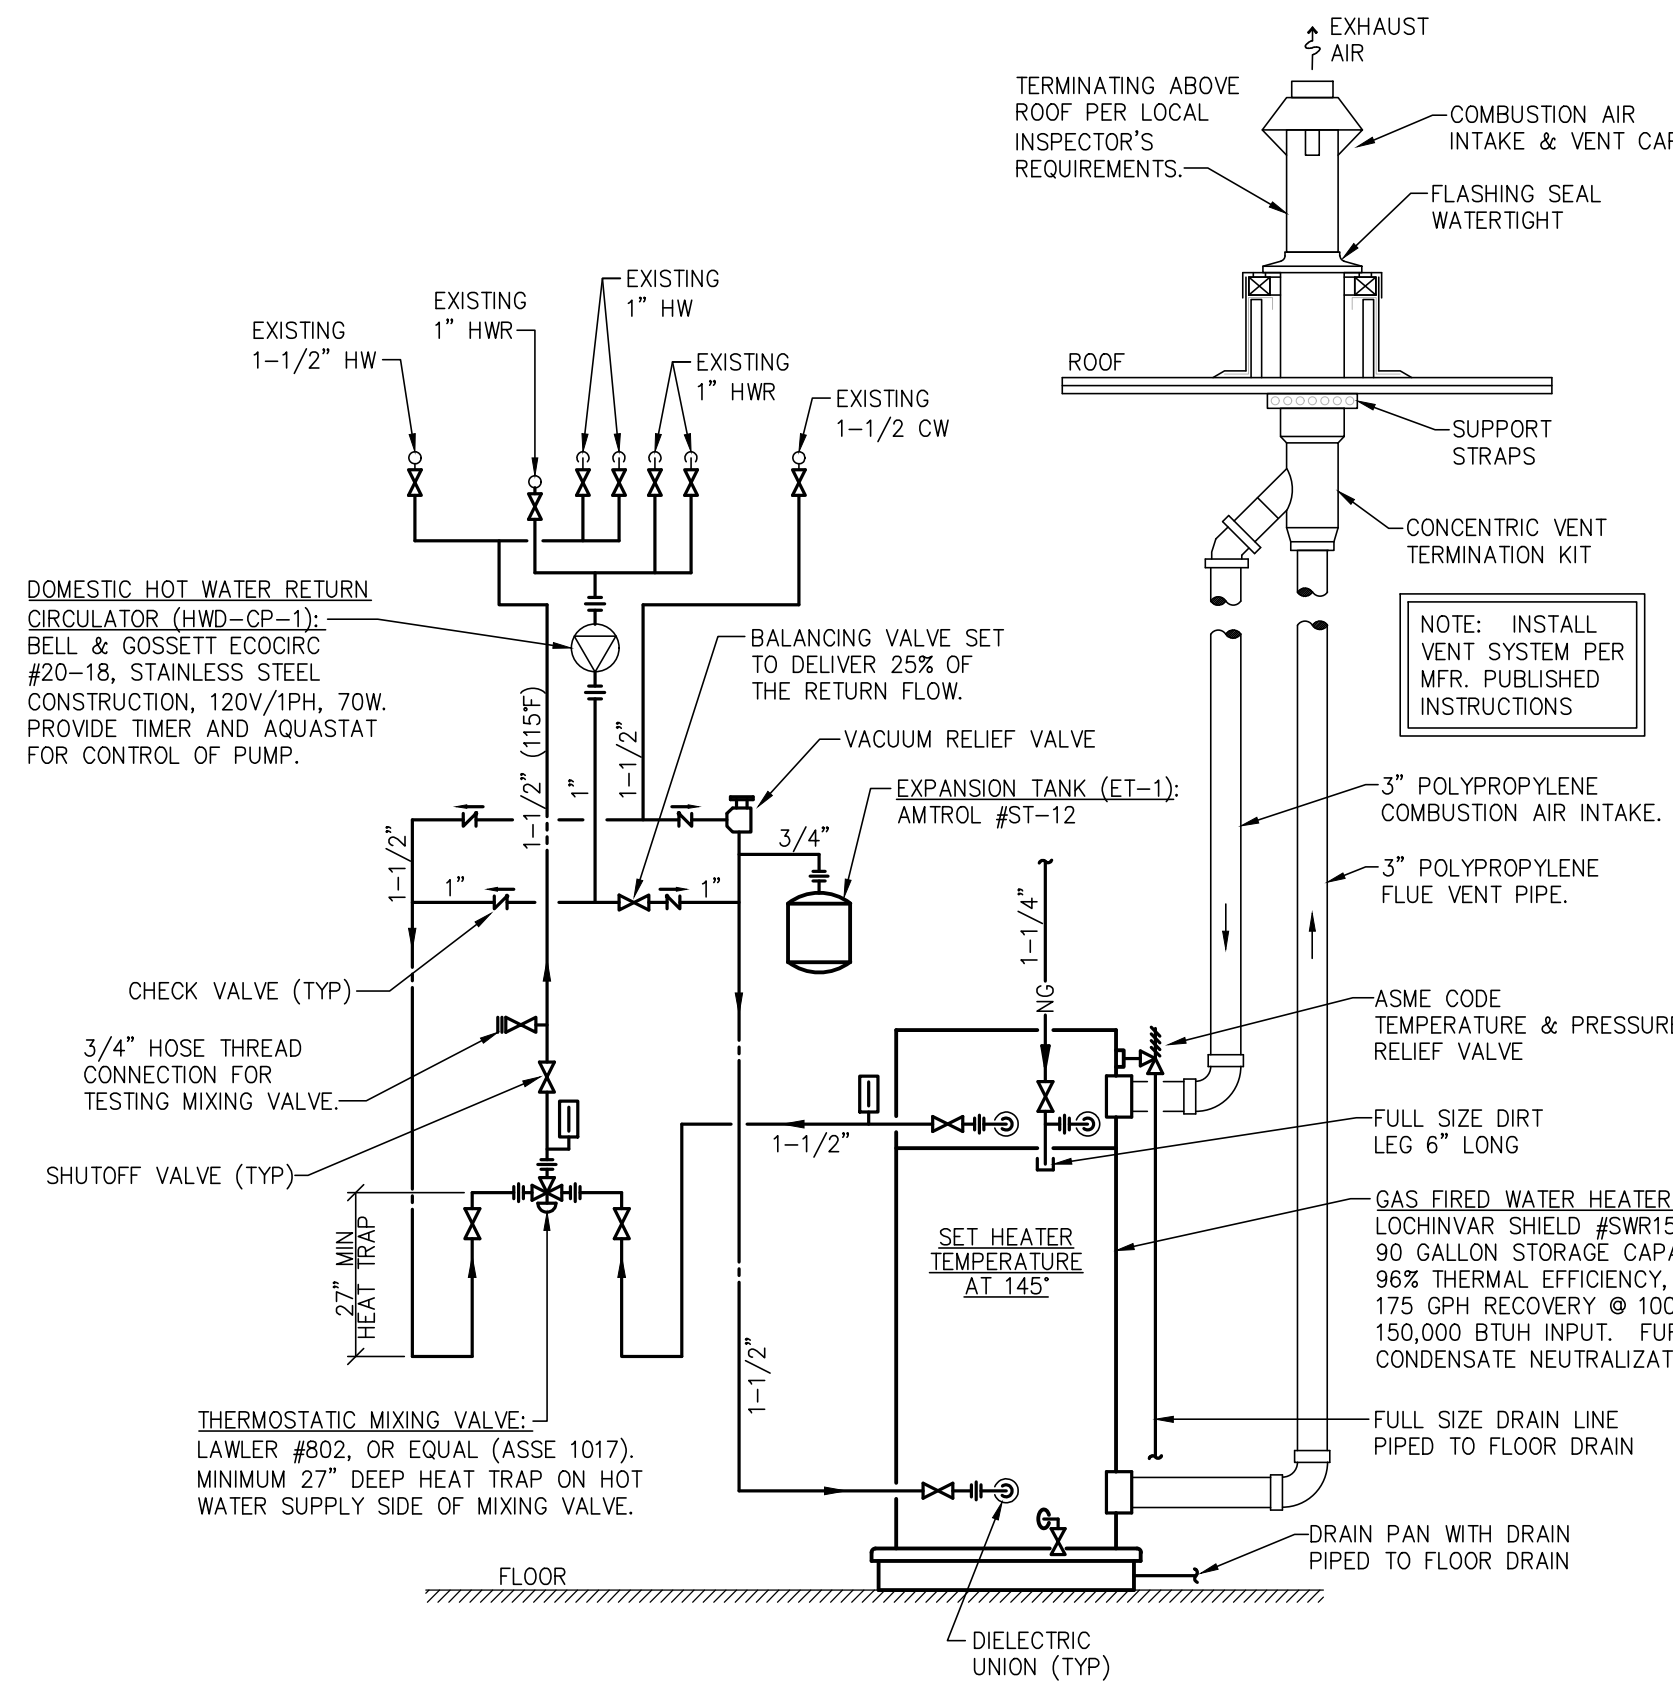 EXHAUST
AIR
TERMINATING ABOVE
ROOF PER LOCAL
INSPECTOR'S
REQUIREMENTS.
COMBUSTION AIR
INTAKE & VENT
FLASHING SEAL
WATERTIGHT
EXISTING
1-1/2" HW
EXISTING
1" HWR
EXISTING
1" HW
EXISTING
1" HWR
EXISTING
1-1/2 CW
ROOF
SUPPORT
STRAPS
CONCENTRIC VENT
TERMINATION KIT
NOTE: INSTALL
VENT SYSTEM PER
MFR. PUBLISHED
INSTRUCTIONS
DOMESTIC HOT WATER RETURN
CIRCULATOR (HWD-CP-1):
BELL & GOSSETT ECOCIRC
#20-18, STAINLESS STEEL
CONSTRUCTION, 120V/1PH, 70W.
PROVIDE TIMER AND AQUASTAT
FOR CONTROL OF PUMP.
BALANCING VALVE SET
TO DELIVER 25% OF
THE RETURN FLOW.
1-1/2" (115°F)
1"
1-1/2"
VACUUM RELIEF VALVE
EXPANSION TANK (ET-1):
AMTROL #ST-12
3/4"
1-1/2"
1"
1"
3" POLYPROPYLENE
COMBUSTION AIR INTAKE.
3" POLYPROPYLENE
FLUE VENT PIPE.
1-1/4"
NG
CHECK VALVE (TYP)
3/4" HOSE THREAD
CONNECTION FOR
TESTING MIXING VALVE.
SHUTOFF VALVE (TYP)
ASME CODE
TEMPERATURE & PRESSURE
RELIEF VALVE
1-1/2"
FULL SIZE DIRT
LEG 6" LONG
27" MIN
HEAT TRAP
SET HEATER
TEMPERATURE
AT 145°
GAS FIRED WATER HEATER
LOCHINVAR SHIELD
90 GALLON STORAGE
96% THERMAL EFFICIENCY,
175 GPH RECOVERY @
150,000 BTUH INPUT.
CONDENSATE
1-1/2"
THERMOSTATIC MIXING VALVE:
LAWLER #802, OR EQUAL (ASSE 1017).
MINIMUM 27" DEEP HEAT TRAP ON HOT
WATER SUPPLY SIDE OF MIXING VALVE.
FULL SIZE DRAIN LINE
PIPED TO FLOOR DRAIN
DRAIN PAN WITH DRAIN
PIPED TO FLOOR DRAIN
FLOOR
DIELECTRIC
UNION (TYP)